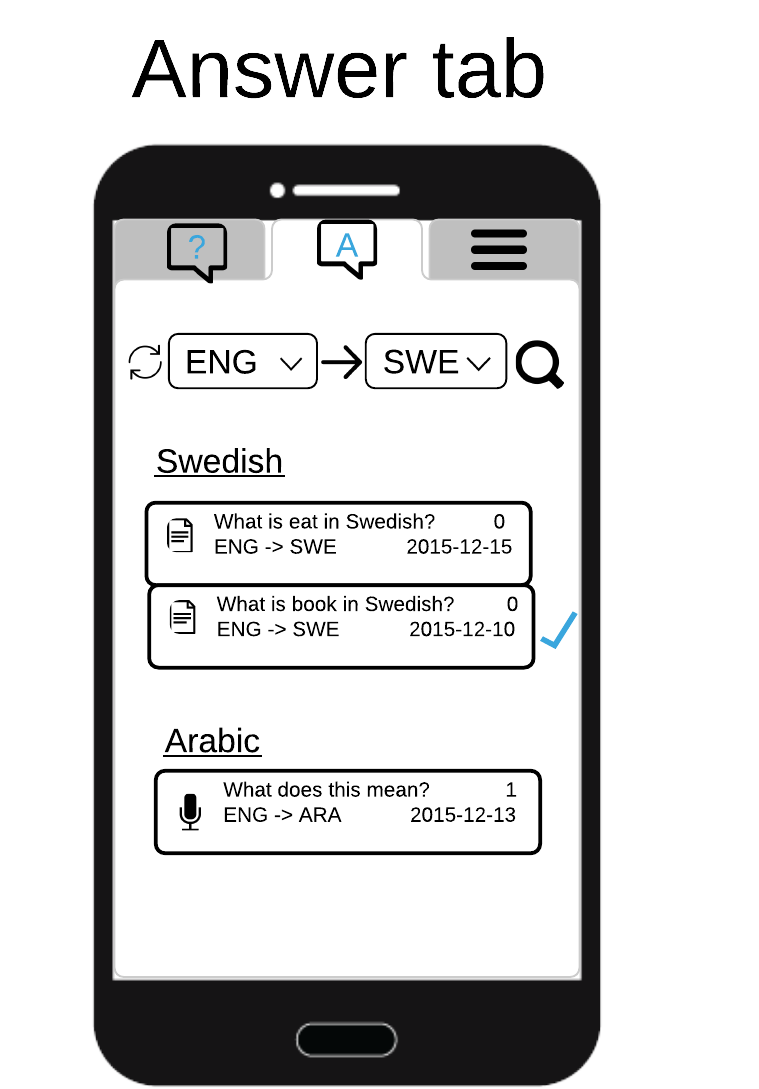 Answer tab
?
A
ENG
SWE
Swedish
What is eat in Swedish? 0
ENG -> SWE 2015-12-15
What is book in Swedish? 0
ENG -> SWE 2015-12-10
Arabic
What does this mean? 1
ENG -> ARA 2015-12-13